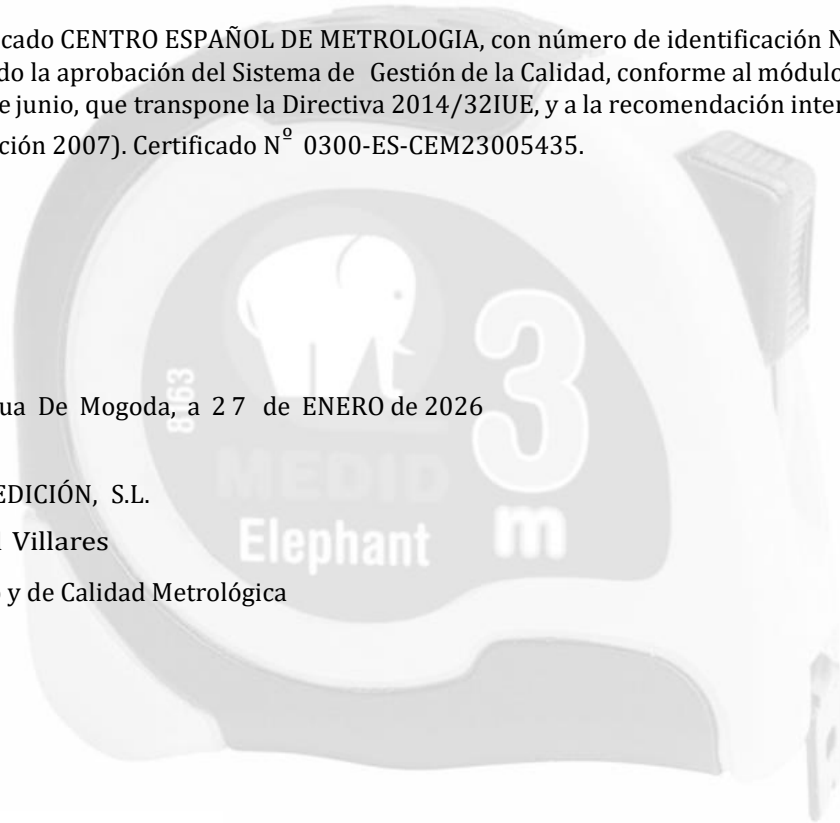 cado CENTRO ESPAÑOL DE METROLOGIA, con número de identificación N
do la aprobación del Sistema de Gestión de la Calidad, conforme al módulo
e junio, que transpone la Directiva 2014/32IUE, y a la recomendación inter
ción 2007). Certificado Nº 0300-ES-CEM23005435.
ua De Mogoda, a 27 de ENERO de 2026
EDICIÓN, S.L.
Villares
y de Calidad Metrológica
3
m
MEDID
Elephant